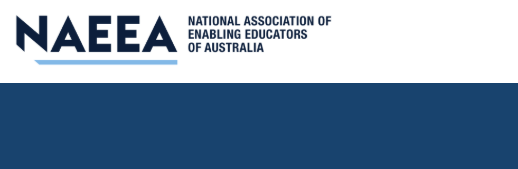 NAEEA
NATIONAL ASSOCIATION OF
ENABLING EDUCATORS
OF AUSTRALIA